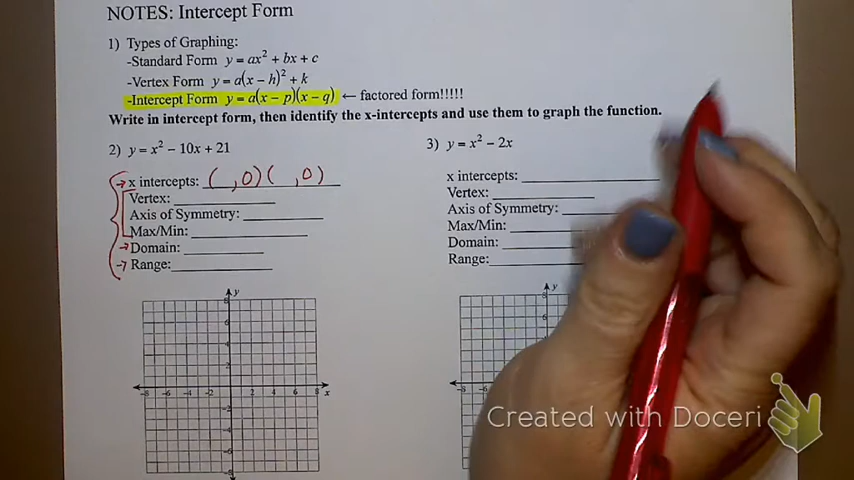 NOTES: Intercept Form
1) Types of Graphing:
-Standard Form y = ax² + bx + c
-Vertex Form y = a(x − h)² + k
-Intercept Form y = a(x − p)(x − q) ← factored form!!!!!
Write in intercept form, then identify the x-intercepts and use them to graph the function.
2) y = x² − 10x + 21
x intercepts: ( ,0)( ,0)
Vertex:
Axis of Symmetry:
Max/Min:
Domain:
Range:
3) y = x² − 2x
x intercepts:
Vertex:
Axis of Symmetry:
Max/Min:
Domain:
Range:
y
-8 -6 -4 -2 2 4 6 8 x
y
Created with Doceri